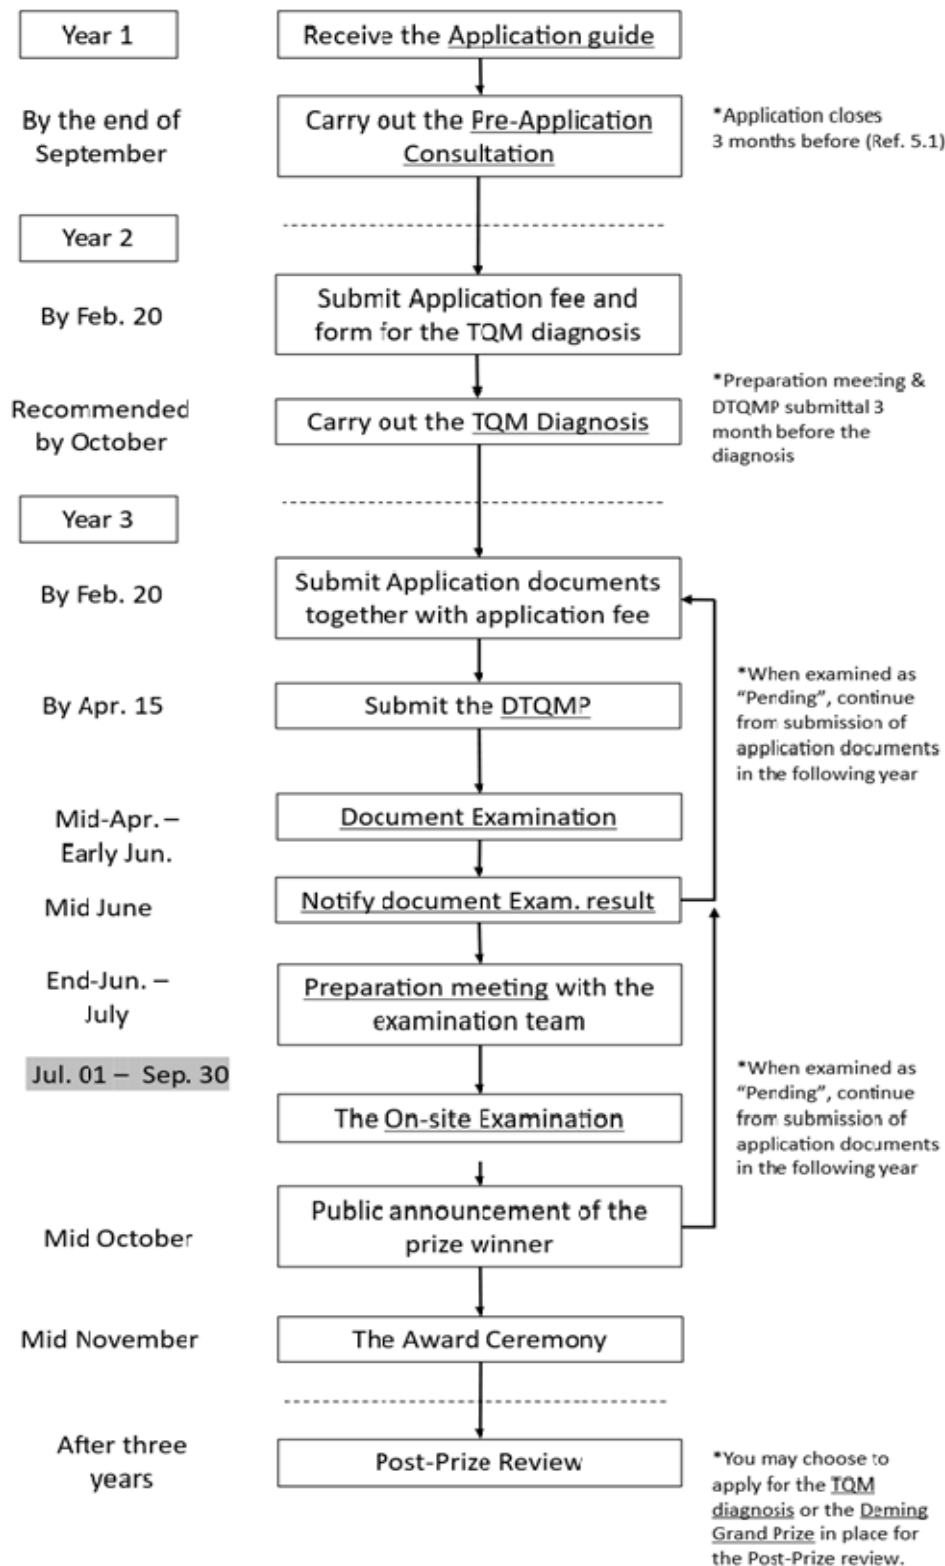 Year 1
Receive the Application guide
By the end of
September
Carry out the Pre-Application
Consultation
*Application closes
3 months before (Ref. 5.1)
Year 2
By Feb. 20
Submit Application fee and
form for the TQM diagnosis
Recommended
by October
Carry out the TQM Diagnosis
*Preparation meeting &
DTQMP submittal 3
month before the
diagnosis
Year 3
By Feb. 20
Submit Application documents
together with application fee
By Apr. 15
Submit the DTQMP
*When examined as
“Pending”, continue
from submission of
application documents
in the following year
Mid-Apr. –
Early Jun.
Document Examination
Mid June
Notify document Exam. result
End-Jun. –
July
Preparation meeting with the
examination team
Jul. 01 – Sep. 30
The On-site Examination
*When examined as
“Pending”, continue
from submission of
application documents
in the following year
Mid October
Public announcement of the
prize winner
Mid November
The Award Ceremony
After three
years
Post-Prize Review
*You may choose to
apply for the TQM
diagnosis or the Deming
Grand Prize in place for
the Post-Prize review.